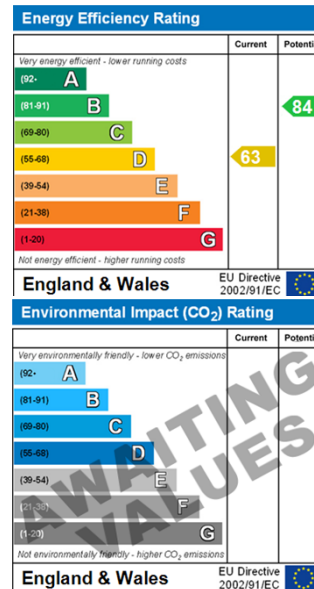 Energy Efficiency Rating
Current Potenti
Very energy efficient - lower running costs
(92- A
(81-91) B
84
(69-80) C
(55-68) D
63
(39-54) E
(21-38) F
(1-20) G
Not energy efficient - higher running costs
England & Wales
EU Directive
2002/91/EC
Environmental Impact (CO₂) Rating
Current Potenti
Very environmentally friendly - lower CO₂ emissions
(92- A
(81-91) B
(69-80) C
(55-68) D
(39-54) E
(21-38) F
(1-20) G
AWAITING
VALUES
Not environmentally friendly - higher CO₂ emissions
England & Wales
EU Directive
2002/91/EC